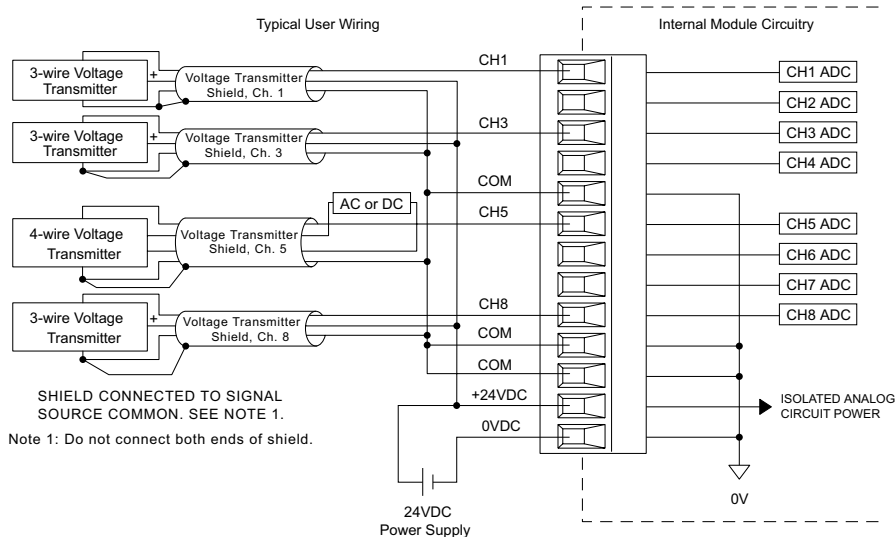 Typical User Wiring
Internal Module Circuitry
3-wire Voltage
Transmitter
+
Voltage Transmitter
Shield, Ch. 1
CH1
CH1 ADC
CH2 ADC
3-wire Voltage
Transmitter
+
Voltage Transmitter
Shield, Ch. 3
CH3
CH3 ADC
CH4 ADC
COM
AC or DC
4-wire Voltage
Transmitter
Voltage Transmitter
Shield, Ch. 5
CH5
CH5 ADC
CH6 ADC
CH7 ADC
3-wire Voltage
Transmitter
+
Voltage Transmitter
Shield, Ch. 8
CH8
CH8 ADC
COM
COM
+24VDC
ISOLATED ANALOG
CIRCUIT POWER
0VDC
0V
SHIELD CONNECTED TO SIGNAL
SOURCE COMMON. SEE NOTE 1.
Note 1: Do not connect both ends of shield.
24VDC
Power Supply